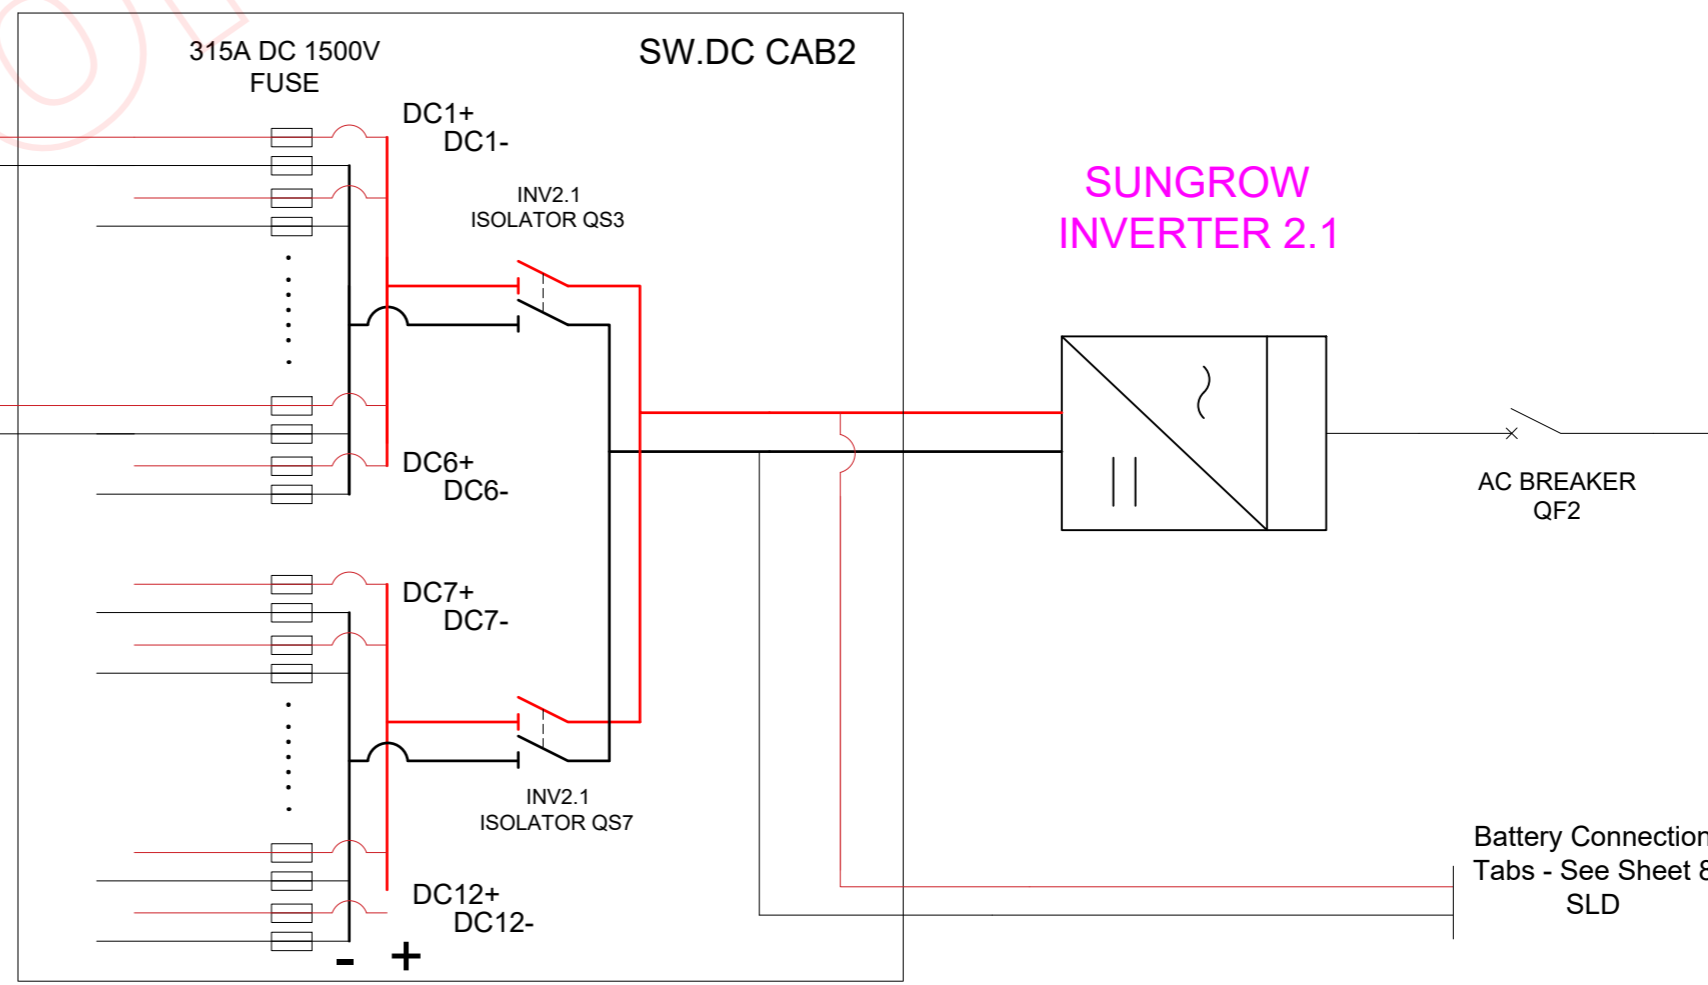 315A DC 1500V
FUSE
SW.DC CAB2
DC1+
DC1-
INV2.1
ISOLATOR QS3
SUNGROW
INVERTER 2.1
DC6+
DC6-
AC BREAKER
QF2
DC7+
DC7-
INV2.1
ISOLATOR QS7
Battery Connection
Tabs - See Sheet 8
SLD
DC12+
DC12-
- +